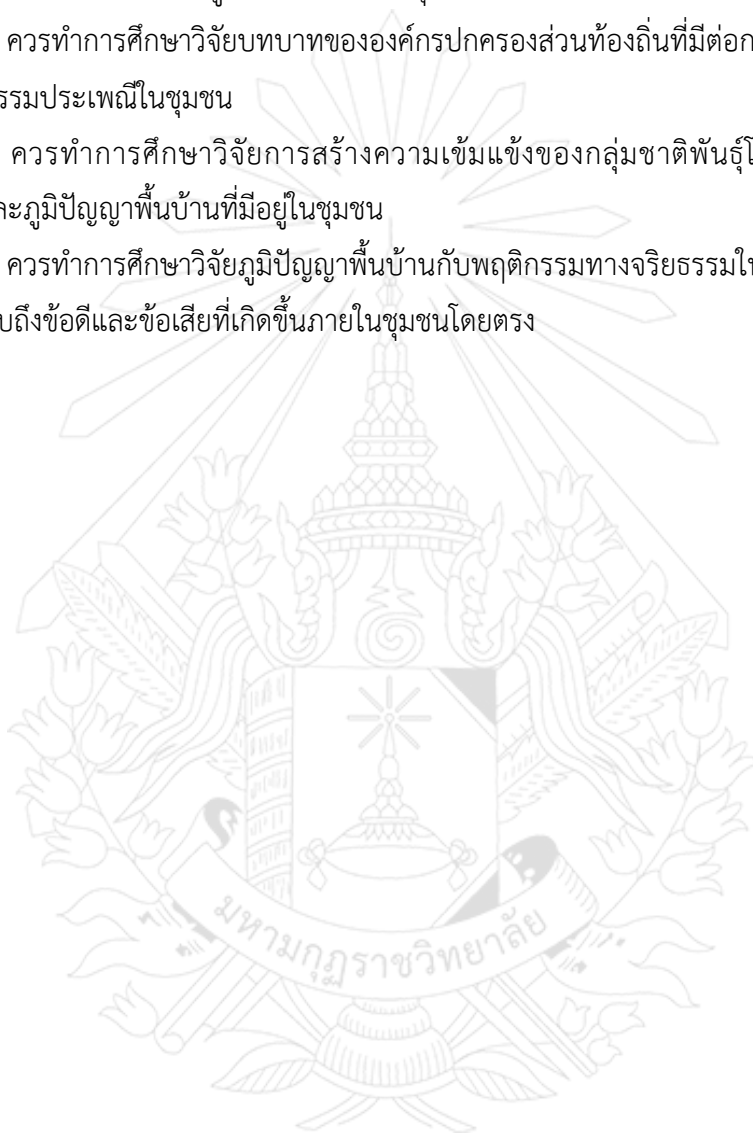 ควรทำการศึกษาวิจัยบทบาทขององค์กรปกครองส่วนท้องถิ่นที่มีต่อก
รรมประเพณีในชุมชน
ควรทำการศึกษาวิจัยการสร้างความเข้มแข็งของกลุ่มชาติพันธุ์โ
ละภูมิปัญญาพื้นบ้านที่มีอยู่ในชุมชน
ควรทำการศึกษาวิจัยภูมิปัญญาพื้นบ้านกับพฤติกรรมทางจริยธรรมใน
บถึงข้อดีและข้อเสียที่เกิดขึ้นภายในชุมชนโดยตรง
มหามกุฏราชวิทยาลัย